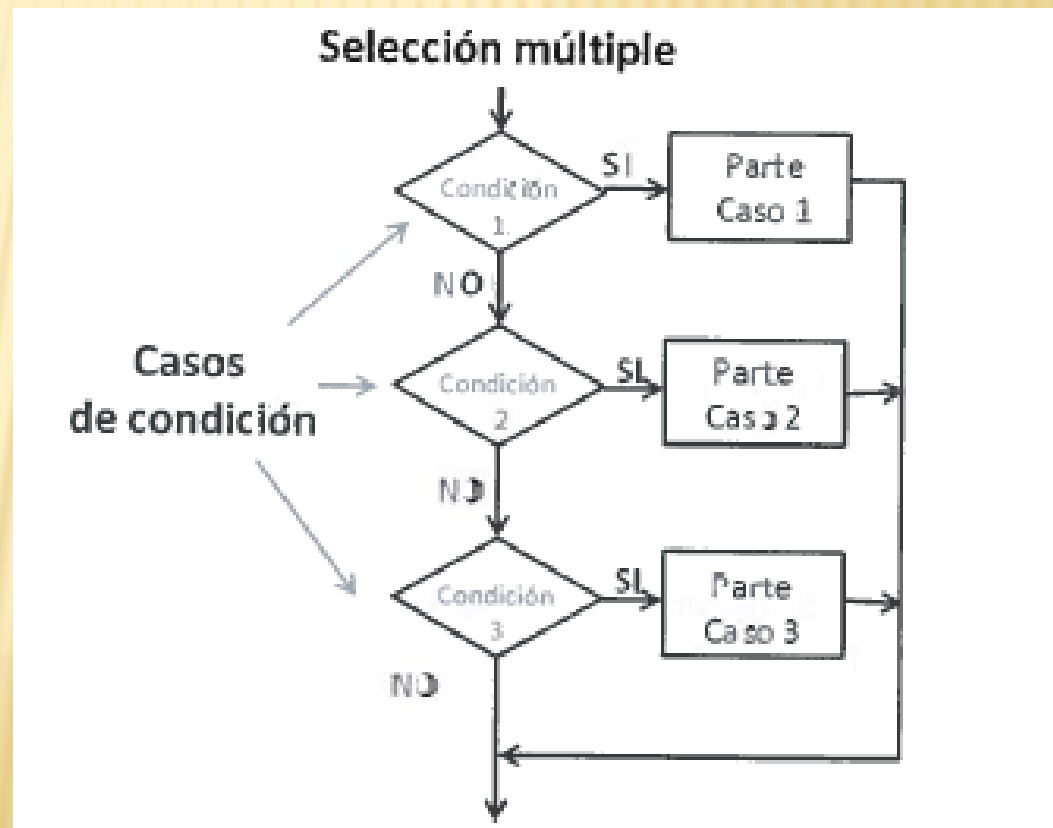 Selección múltiple
Condición
1
SI
Parte
Caso 1
NO
Casos
de condición
Condición
2
SI
Parte
Caso 2
NO
Condición
3
SI
Parte
Caso 3
NO